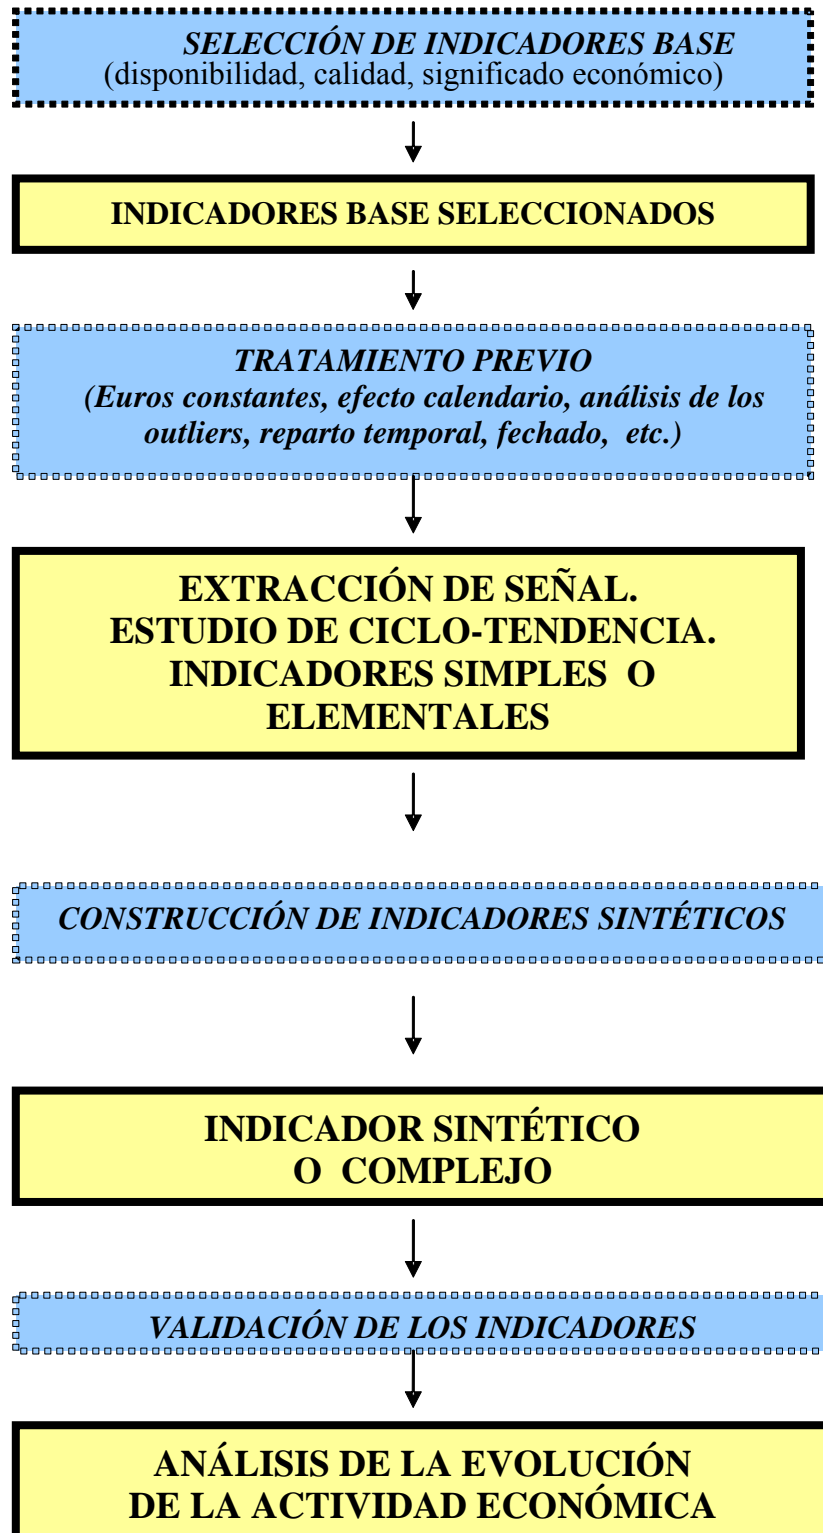 SELECCIÓN DE INDICADORES BASE
(disponibilidad, calidad, significado económico)
INDICADORES BASE SELECCIONADOS
TRATAMIENTO PREVIO
(Euros constantes, efecto calendario, análisis de los
outliers, reparto temporal, fechado, etc.)
EXTRACCIÓN DE SEÑAL.
ESTUDIO DE CICLO-TENDENCIA.
INDICADORES SIMPLES O
ELEMENTALES
CONSTRUCCIÓN DE INDICADORES SINTÉTICOS
INDICADOR SINTÉTICO
O COMPLEJO
VALIDACIÓN DE LOS INDICADORES
ANÁLISIS DE LA EVOLUCIÓN
DE LA ACTIVIDAD ECONÓMICA